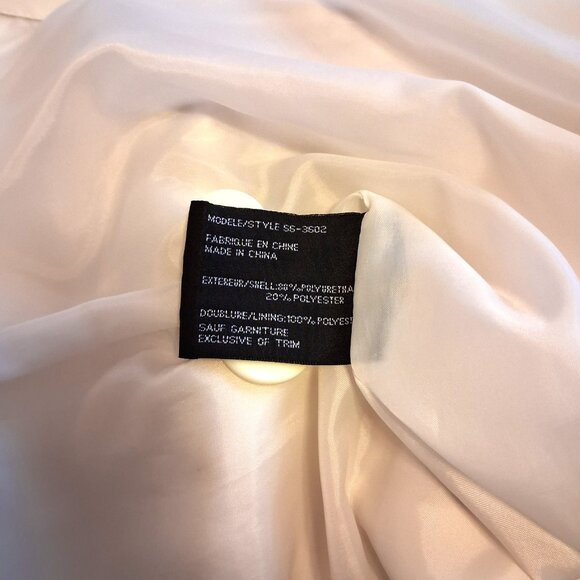 MODELE/STYLE SS-3602
FABRIQUE EN CHINE
MADE IN CHINA
EXTEREUR/SHELL:80%POLYURETHA
20% POLYESTER
DOUBLURE/LINING:100% POLYEST
SAUF GARNITURE
EXCLUSIVE OF TRIM